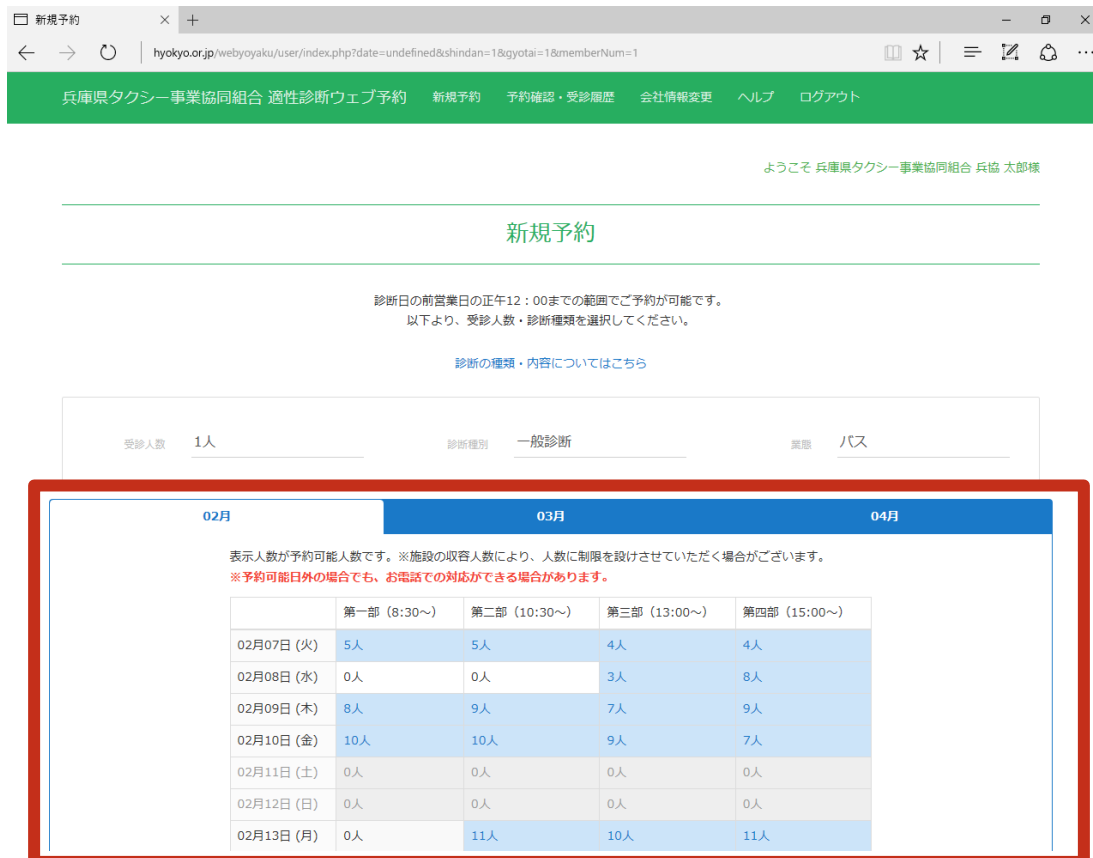 新規予約
hyokyo.or.jp/webyoyaku/user/index.php?date=undefined&shindan=1&gyotai=1&memberNum=1
兵庫県タクシー事業協同組合 適性診断ウェブ予約 新規予約 予約確認・受診履歴 会社情報変更 ヘルプ ログアウト
ようこそ 兵庫県タクシー事業協同組合 兵協 太郎様
新規予約
診断日の前営業日の正午12：00までの範囲でご予約が可能です。
以下より、受診人数・診断種類を選択してください。
診断の種類・内容についてはこちら
受診人数 1人 診断種別 一般診断 業態 バス
02月 03月 04月
表示人数が予約可能人数です。※施設の収容人数により、人数に制限を設けさせていただく場合がございます。
※予約可能日外の場合でも、お電話での対応ができる場合があります。
第一部（8:30～） 第二部（10:30～） 第三部（13:00～） 第四部（15:00～）
02月07日 (火) 5人 5人 4人 4人
02月08日 (水) 0人 0人 3人 8人
02月09日 (木) 8人 9人 7人 9人
02月10日 (金) 10人 10人 9人 7人
02月11日 (土) 0人 0人 0人 0人
02月12日 (日) 0人 0人 0人 0人
02月13日 (月) 0人 11人 10人 11人